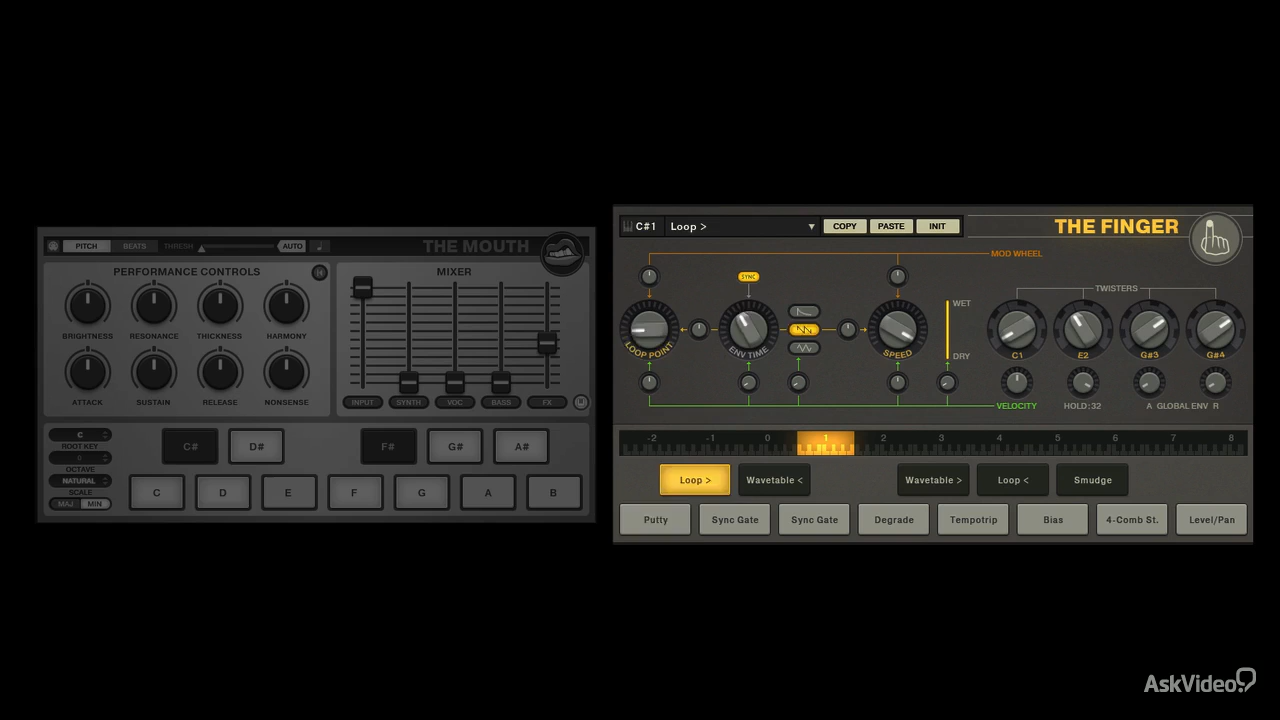 PITCH BEATS THRESH AUTO THE MOUTH
PERFORMANCE CONTROLS
BRIGHTNESS RESONANCE THICKNESS HARMONY
ATTACK SUSTAIN RELEASE NONSENSE
MIXER
INPUT SYNTH VOC BASS FX
C
ROOT KEY
0
OCTAVE
NATURAL
SCALE
MAJ MIN
C# D# F# G# A#
C D E F G A B
C#1 Loop > COPY PASTE INIT THE FINGER
MOD WHEEL
SYNC
TWISTERS
WET
DRY
LOOP POINT ENV TIME SPEED C1 E2 G#3 G#4
VELOCITY HOLD:32 A GLOBAL ENV R
-2 -1 0 1 2 3 4 5 6 7 8
Loop > Wavetable < Wavetable > Loop < Smudge
Putty Sync Gate Sync Gate Degrade Tempotrip Bias 4-Comb St. Level/Pan
AskVideo